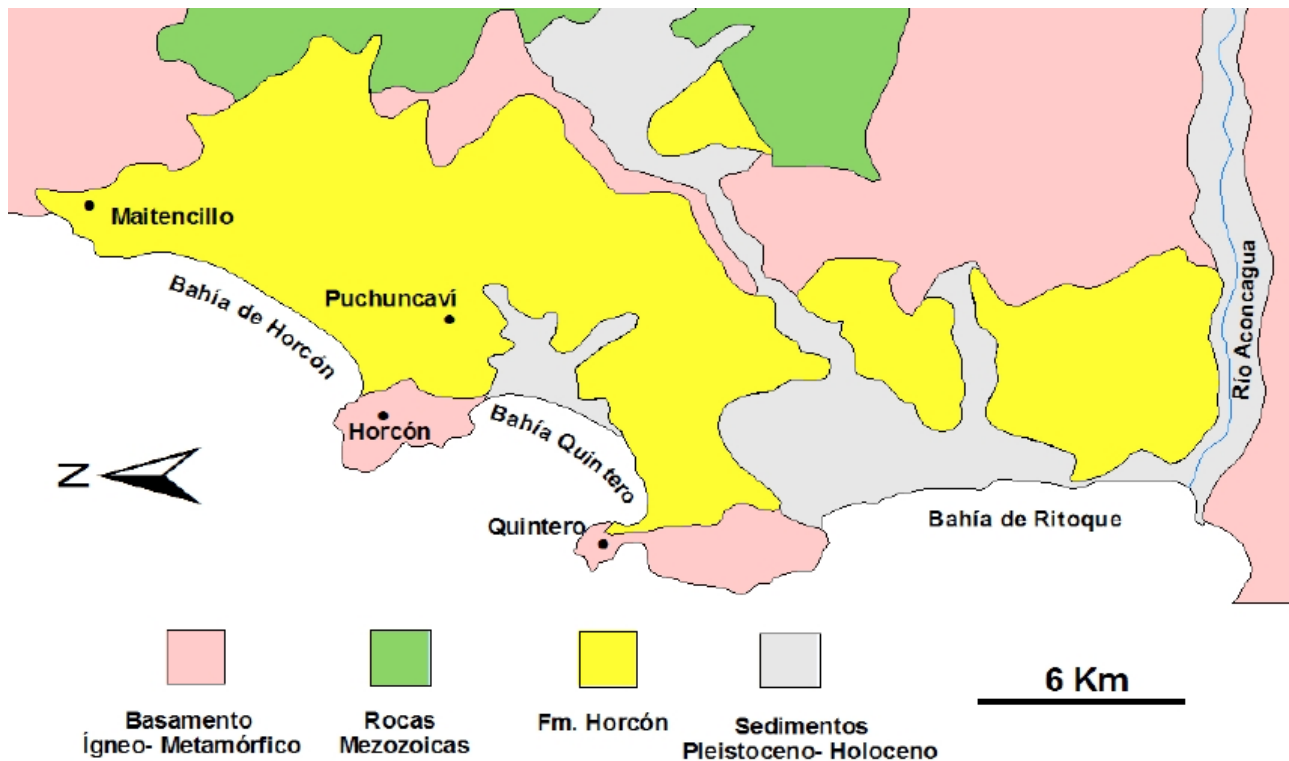 Maitencillo
Bahía de Horcón
Puchuncaví
Horcón
Bahía Quintero
Quintero
Bahía de Ritoque
Río Aconcagua
N
6 Km
Basamento
Ígneo- Metamórfico
Rocas
Mezozoicas
Fm. Horcón
Sedimentos
Pleistoceno- Holoceno